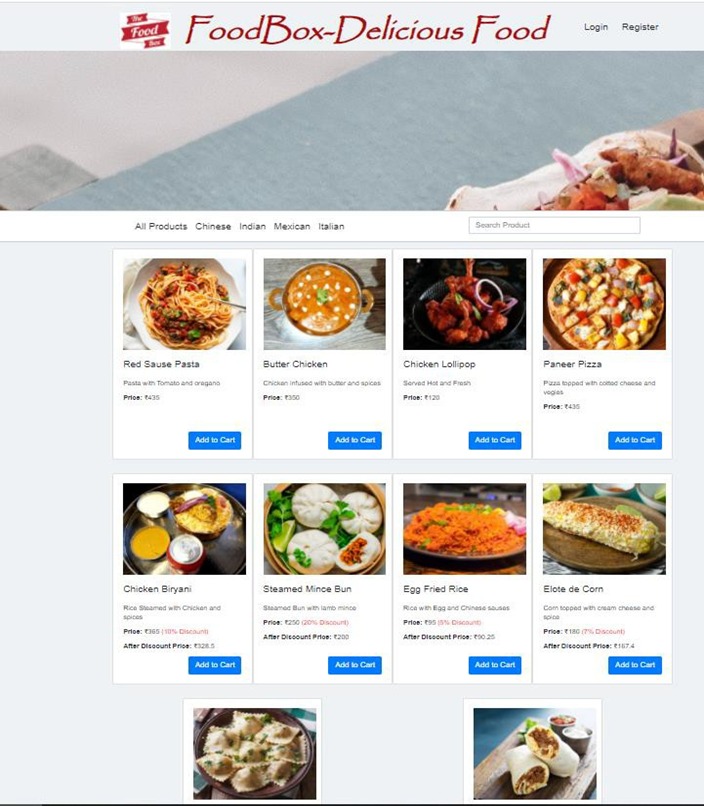 The
Food
Box
FoodBox-Delicious Food
Login Register
All Products Chinese Indian Mexican Italian
Search Product
Red Sause Pasta
Pasta with Tomato and oregano
Price: ₹435
Add to Cart
Butter Chicken
Chicken infused with butter and spices
Price: ₹350
Add to Cart
Chicken Lollipop
Served Hot and Fresh
Price: ₹120
Add to Cart
Paneer Pizza
Pizza topped with cotted cheese and
vegies
Price: ₹435
Add to Cart
Chicken Biryani
Rice Steamed with Chicken and
spices
Price: ₹365 (10% Discount)
After Discount Price: ₹328.5
Add to Cart
Steamed Mince Bun
Steamed Bun with lamb mince
Price: ₹250 (20% Discount)
After Discount Price: ₹200
Add to Cart
Egg Fried Rice
Rice with Egg and Chinese sauses
Price: ₹95 (5% Discount)
After Discount Price: ₹90.25
Add to Cart
Elote de Corn
Corn topped with cream cheese and
spice
Price: ₹180 (7% Discount)
After Discount Price: ₹167.4
Add to Cart